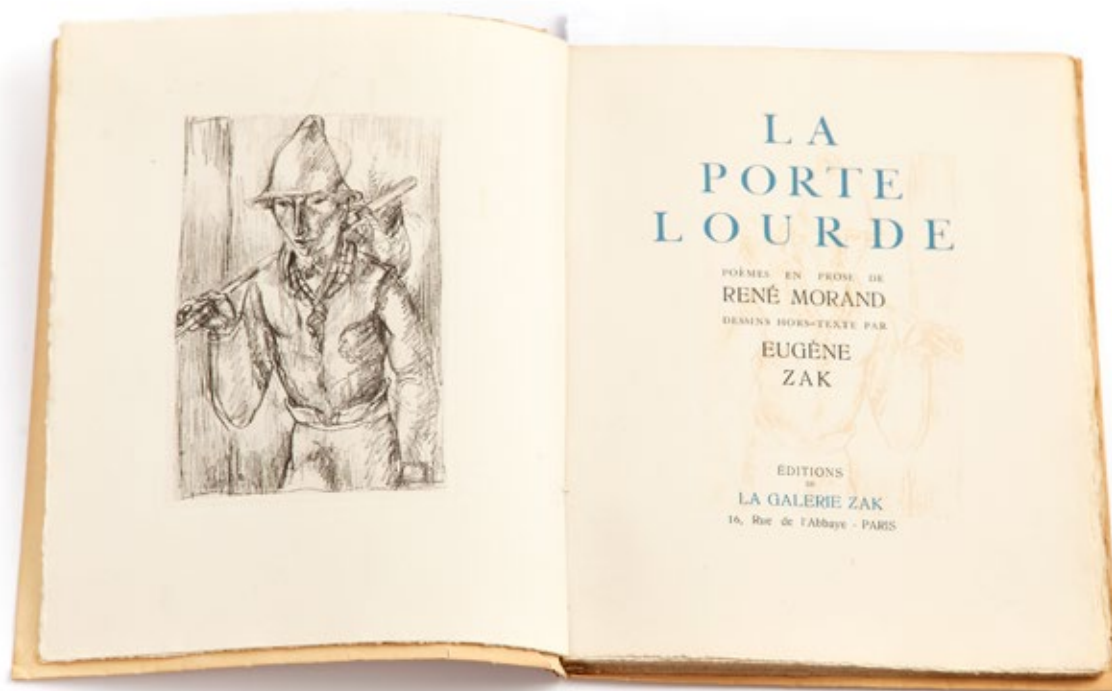 LA
PORTE
LOURDE
POÈMES EN PROSE DE
RENÉ MORAND
DESSINS HORS-TEXTE PAR
EUGÈNE
ZAK
ÉDITIONS
DE
LA GALERIE ZAK
16, Rue de l'Abbaye - PARIS